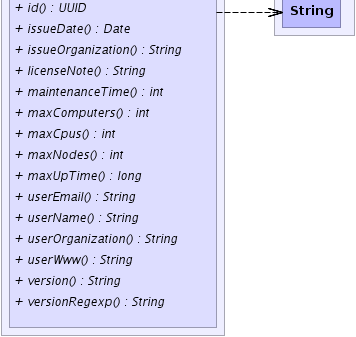 + id() : UUID
+ issueDate() : Date
+ issueOrganization() : String
+ licenseNote() : String
+ maintenanceTime() : int
+ maxComputers() : int
+ maxCpus() : int
+ maxNodes() : int
+ maxUpTime() : long
+ userEmail() : String
+ userName() : String
+ userOrganization() : String
+ userWww() : String
+ version() : String
+ versionRegexp() : String
String